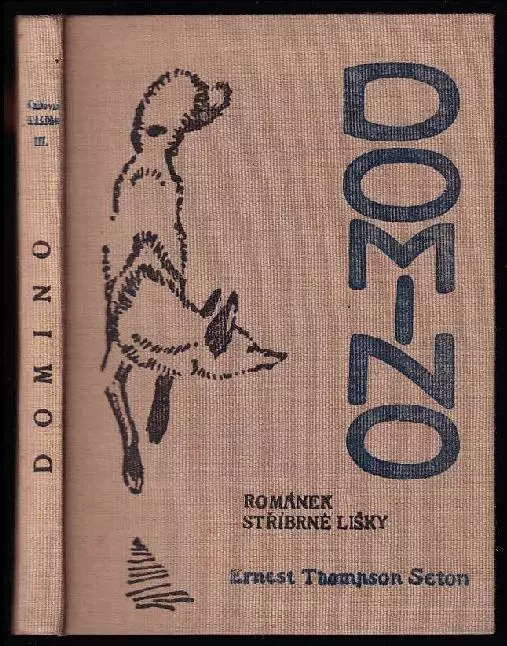 III.
DOMINO
DOMINO
ROMÁNEK
STŘÍBRNÉ LIŠKY
Ernest Thompson Seton